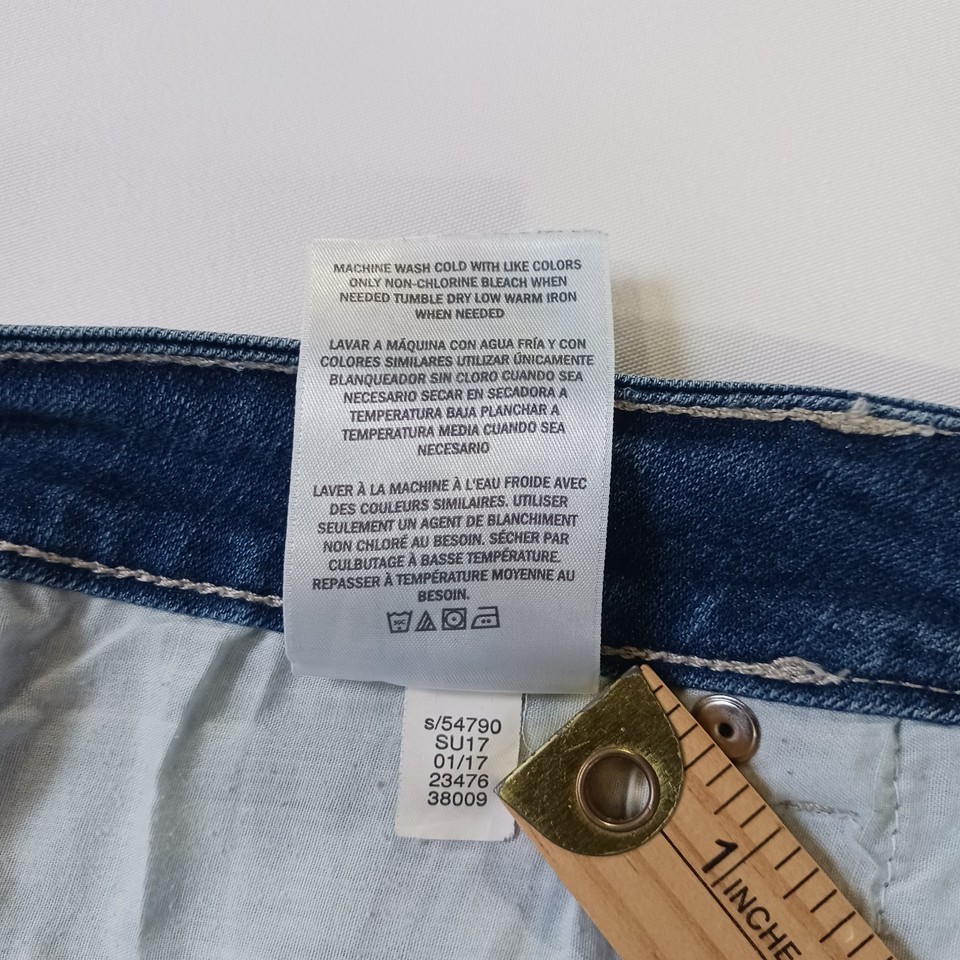 MACHINE WASH COLD WITH LIKE COLORS
ONLY NON-CHLORINE BLEACH WHEN
NEEDED TUMBLE DRY LOW WARM IRON
WHEN NEEDED
LAVAR A MÁQUINA CON AGUA FRÍA Y CON
COLORES SIMILARES UTILIZAR ÚNICAMENTE
BLANQUEADOR SIN CLORO CUANDO SEA
NECESARIO SECAR EN SECADORA A
TEMPERATURA BAJA PLANCHAR A
TEMPERATURA MEDIA CUANDO SEA
NECESARIO
LAVER À LA MACHINE À L'EAU FROIDE AVEC
DES COULEURS SIMILAIRES. UTILISER
SEULEMENT UN AGENT DE BLANCHIMENT
NON CHLORÉ AU BESOIN. SÉCHER PAR
CULBUTAGE À BASSE TEMPÉRATURE.
REPASSER À TEMPÉRATURE MOYENNE AU
BESOIN.
30C
s/54790
SU17
01/17
23476
38009
1 INCHE